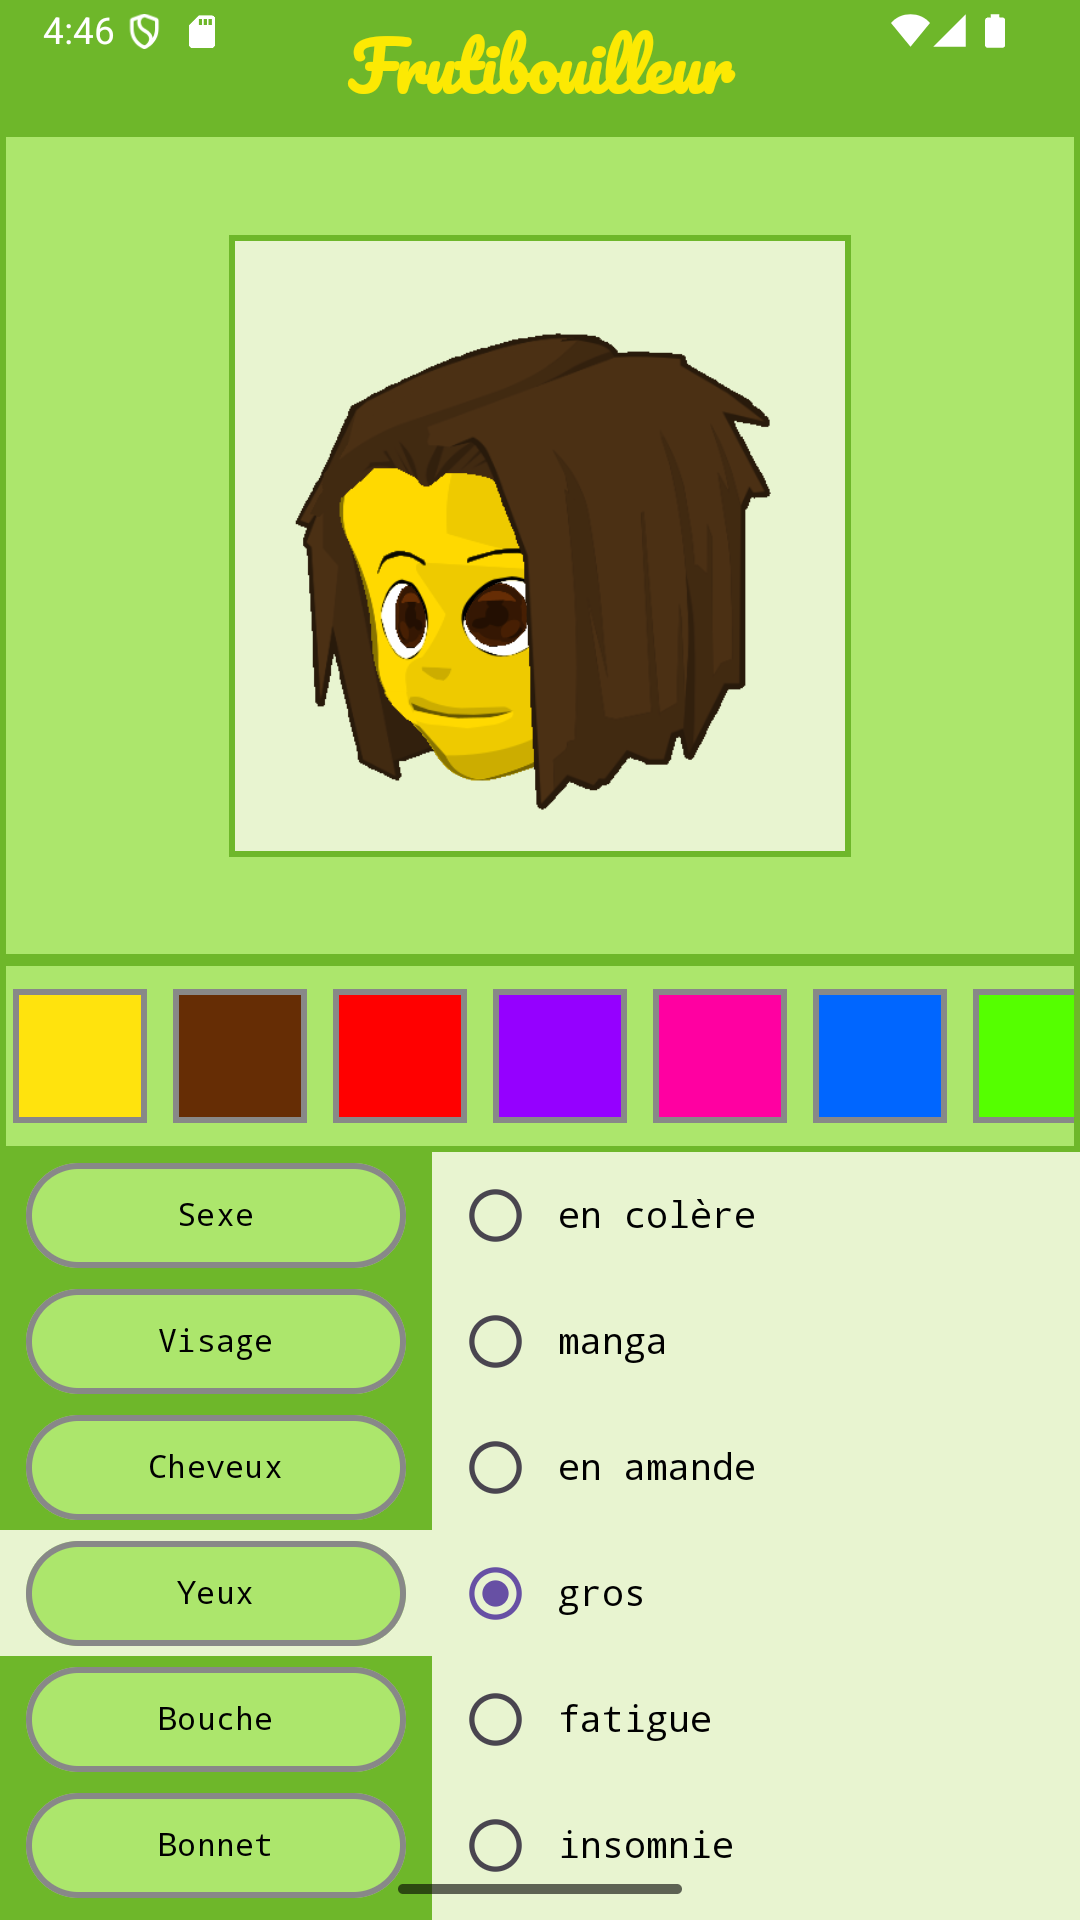 4:46
Frutibouilleur
Sexe
en colère
Visage
manga
Cheveux
en amande
Yeux
gros
Bouche
fatigue
Bonnet
insomnie